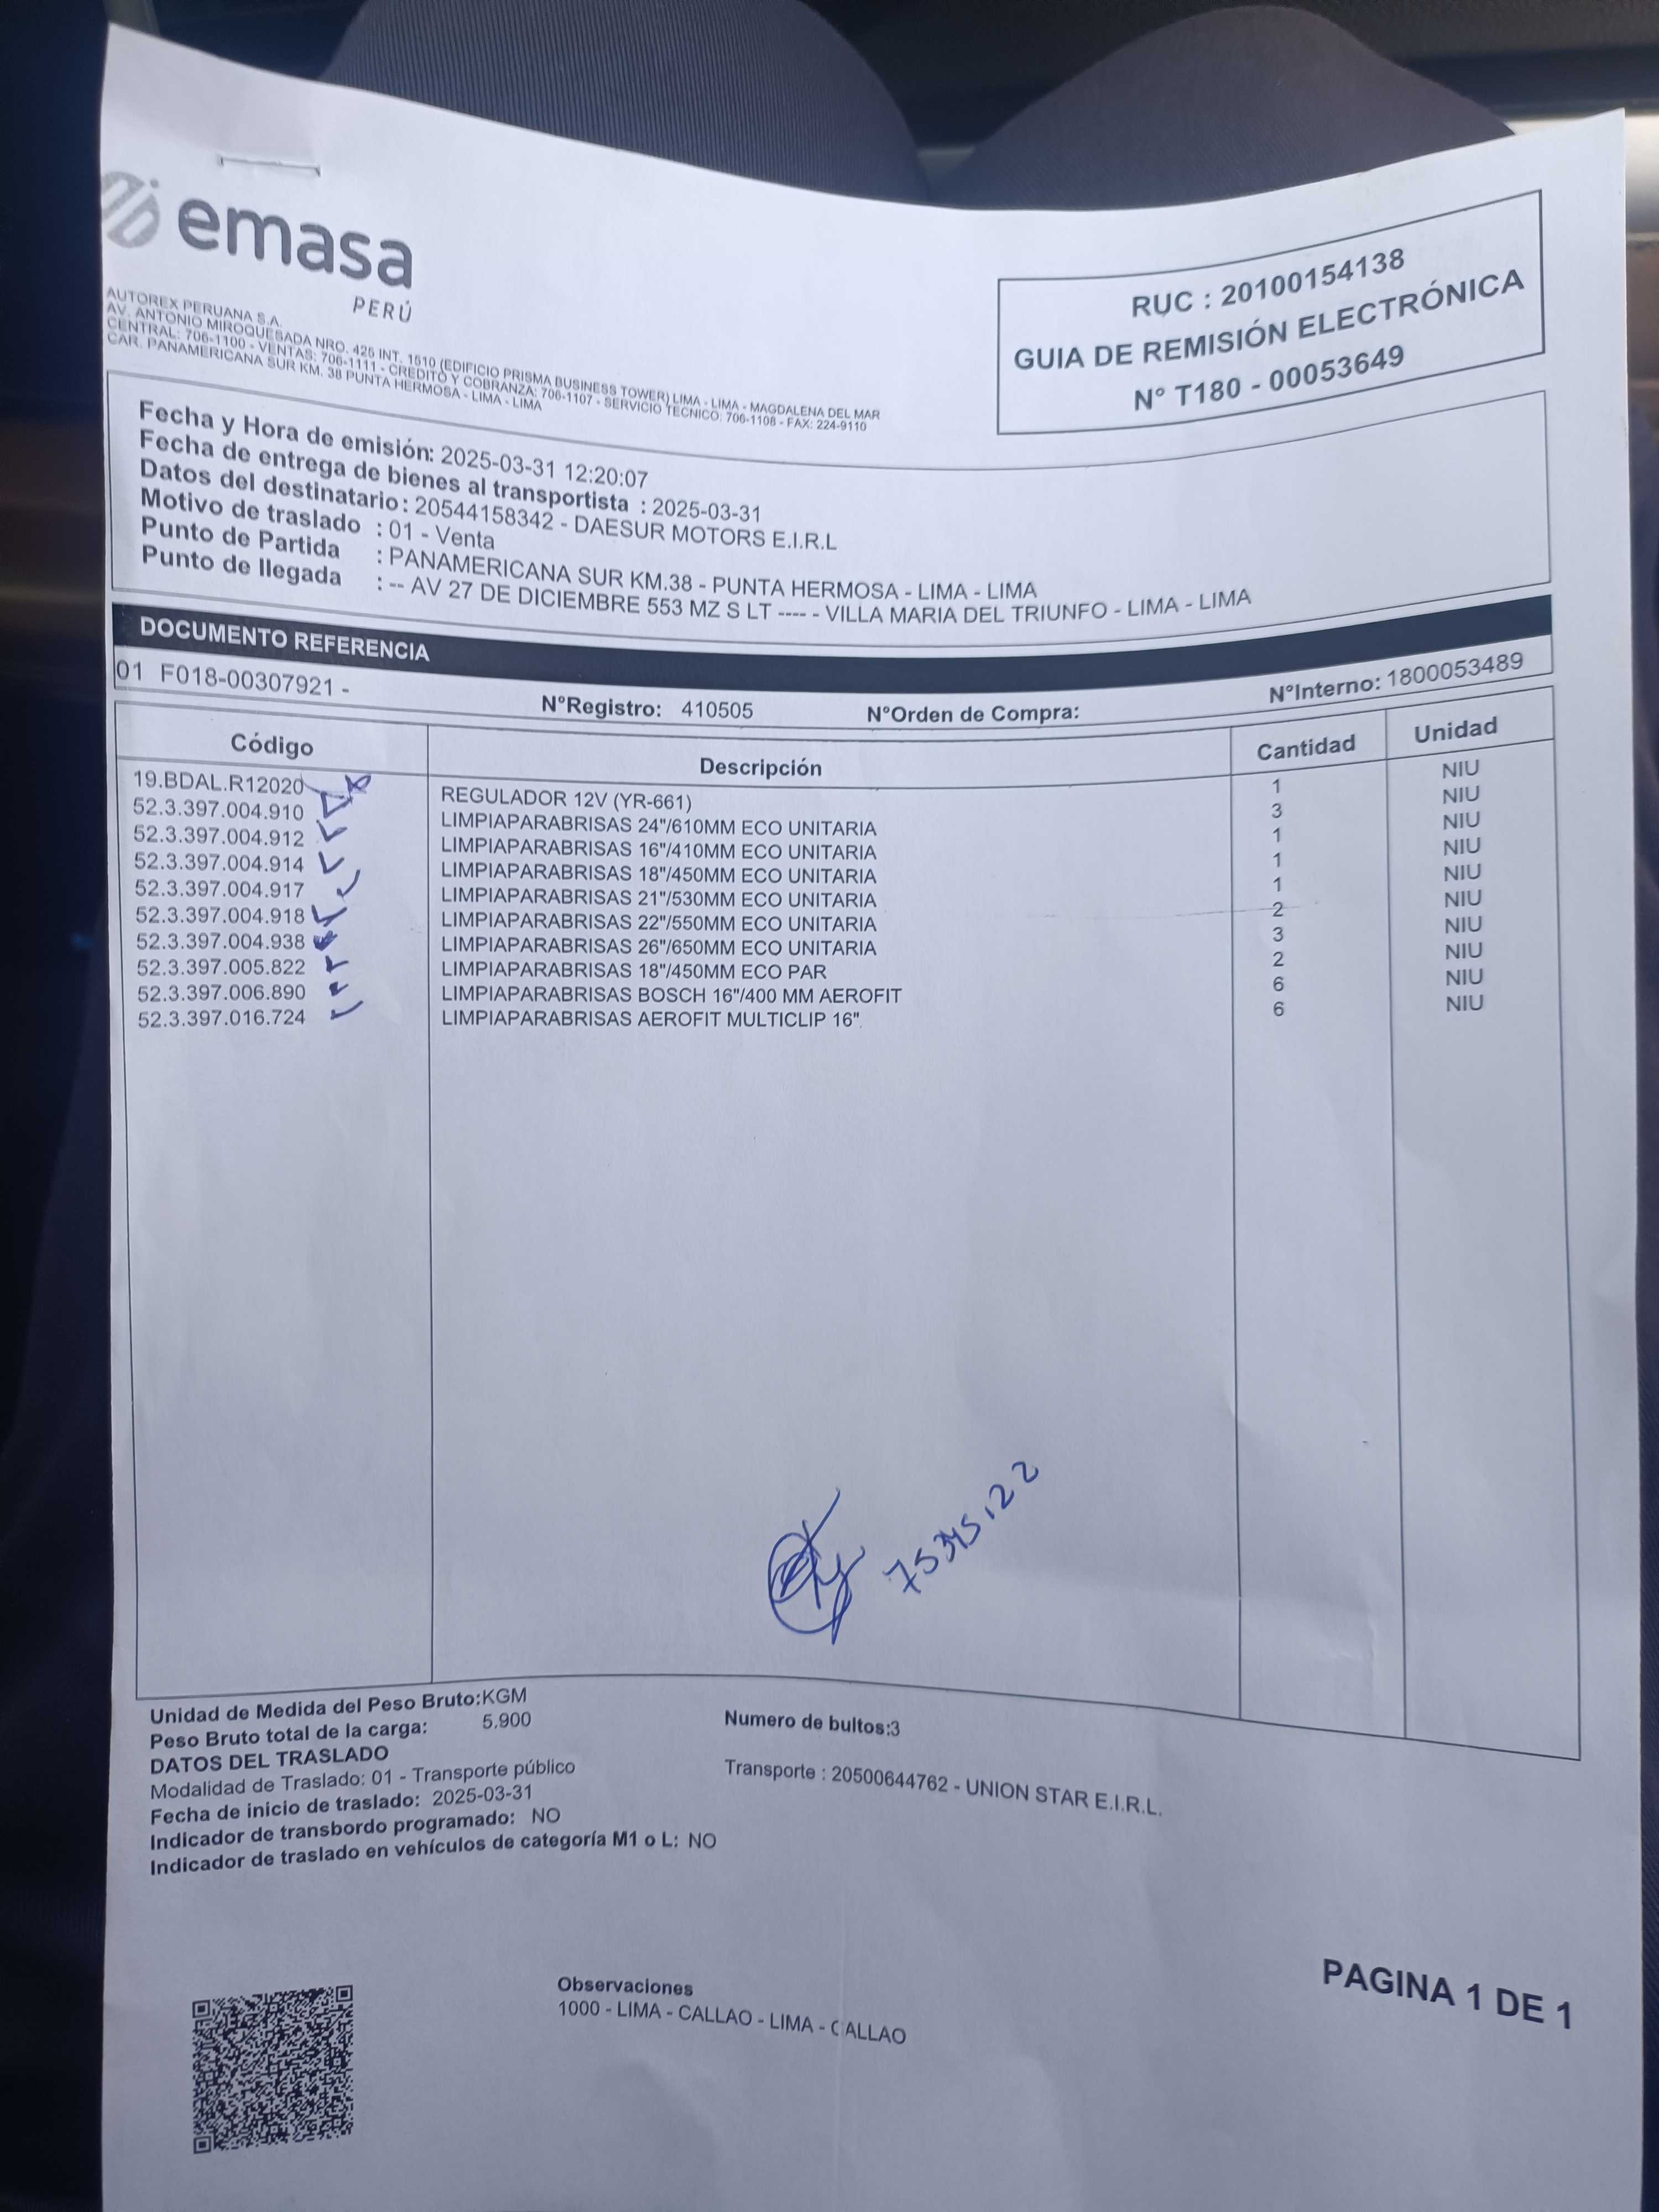 emasa
PERÚ
AUTOREX PERUANA S.A.
AV. ANTONIO MIROQUESADA NRO. 425 INT. 1510 (EDIFICIO PRISMA BUSINESS TOWER) LIMA - LIMA - MAGDALENA DEL MAR
CENTRAL: 706-1100 - VENTAS: 706-1111 - CREDITO Y COBRANZA: 706-1107 - SERVICIO TECNICO: 706-1108 - FAX: 224-9110
CAR. PANAMERICANA SUR KM. 38 PUNTA HERMOSA - LIMA - LIMA
RUC : 20100154138
GUIA DE REMISIÓN ELECTRÓNICA
Nº T180 - 00053649
Fecha y Hora de emisión: 2025-03-31 12:20:07
Fecha de entrega de bienes al transportista : 2025-03-31
Datos del destinatario : 20544158342 - DAESUR MOTORS E.I.R.L
Motivo de traslado : 01 - Venta
Punto de Partida : PANAMERICANA SUR KM.38 - PUNTA HERMOSA - LIMA - LIMA
Punto de llegada : -- AV 27 DE DICIEMBRE 553 MZ S LT ---- - VILLA MARIA DEL TRIUNFO - LIMA - LIMA
DOCUMENTO REFERENCIA
01 F018-00307921 - N°Registro: 410505 N°Orden de Compra: N°Interno: 1800053489
Código Descripción Cantidad Unidad
19.BDAL.R12020 REGULADOR 12V (YR-661) 1 NIU
52.3.397.004.910 LIMPIAPARABRISAS 24"/610MM ECO UNITARIA 3 NIU
52.3.397.004.912 LIMPIAPARABRISAS 16"/410MM ECO UNITARIA 1 NIU
52.3.397.004.914 LIMPIAPARABRISAS 18"/450MM ECO UNITARIA 1 NIU
52.3.397.004.917 LIMPIAPARABRISAS 21"/530MM ECO UNITARIA 1 NIU
52.3.397.004.918 LIMPIAPARABRISAS 22"/550MM ECO UNITARIA 2 NIU
52.3.397.004.938 LIMPIAPARABRISAS 26"/650MM ECO UNITARIA 3 NIU
52.3.397.005.822 LIMPIAPARABRISAS 18"/450MM ECO PAR 2 NIU
52.3.397.006.890 LIMPIAPARABRISAS BOSCH 16"/400 MM AEROFIT 6 NIU
52.3.397.016.724 LIMPIAPARABRISAS AEROFIT MULTICLIP 16" 6 NIU
Unidad de Medida del Peso Bruto:KGM
Peso Bruto total de la carga: 5.900 Numero de bultos:3
DATOS DEL TRASLADO
Modalidad de Traslado: 01 - Transporte público Transporte : 20500644762 - UNION STAR E.I.R.L.
Fecha de inicio de traslado: 2025-03-31
Indicador de transbordo programado: NO
Indicador de traslado en vehículos de categoría M1 o L: NO
Observaciones
1000 - LIMA - CALLAO - LIMA - CALLAO
PAGINA 1 DE 1